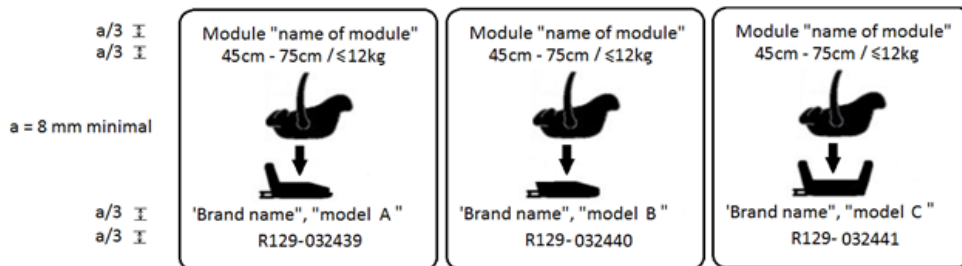 a/3
a/3
a = 8 mm minimal
a/3
a/3
Module "name of module"
45cm - 75cm / ≤12kg
'Brand name", "model A "
R129-032439
Module "name of module"
45cm - 75cm / ≤12kg
'Brand name", "model B "
R129- 032440
Module "name of module"
45cm - 75cm / ≤12kg
'Brand name", "model C "
R129- 032441